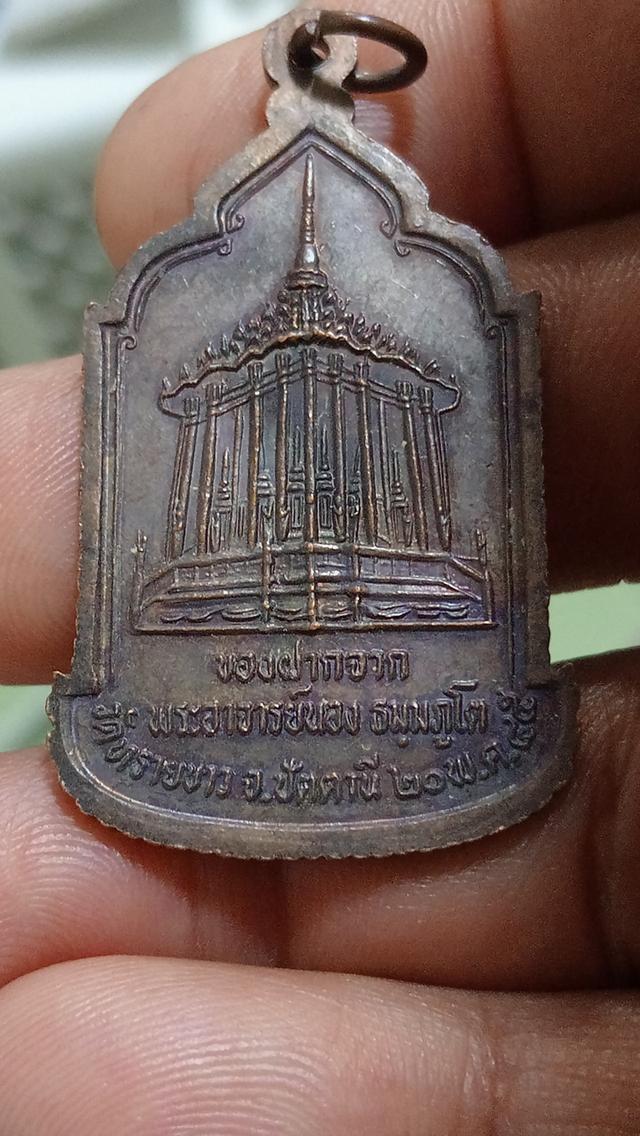 ของฝากจาก
พระอาจารย์นอง ธมฺมภูโต
วัดทรายขาว จ.ปัตตานี ๒๐ พ.ค.๔๕